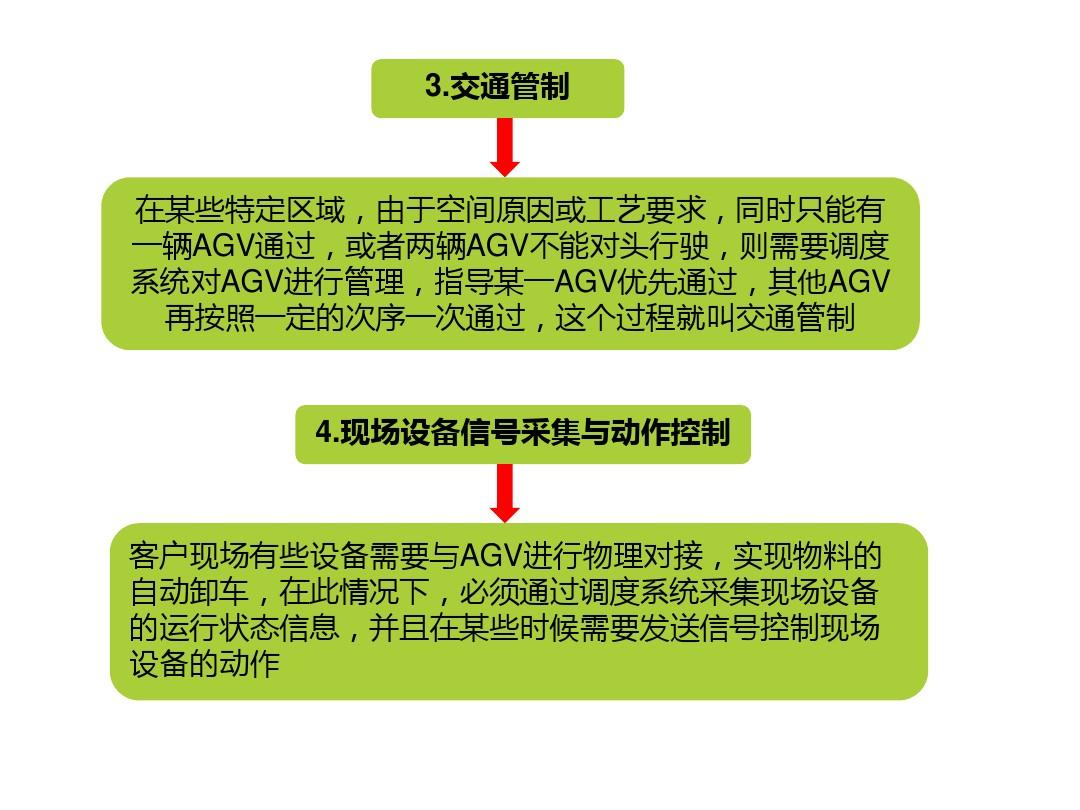 3.交通管制
在某些特定区域，由于空间原因或工艺要求，同时只能有
一辆AGV通过，或者两辆AGV不能对头行驶，则需要调度
系统对AGV进行管理，指导某一AGV优先通过，其他AGV
再按照一定的次序一次通过，这个过程就叫交通管制
4.现场设备信号采集与动作控制
客户现场有些设备需要与AGV进行物理对接，实现物料的
自动卸车，在此情况下，必须通过调度系统采集现场设备
的运行状态信息，并且在某些时候需要发送信号控制现场
设备的动作